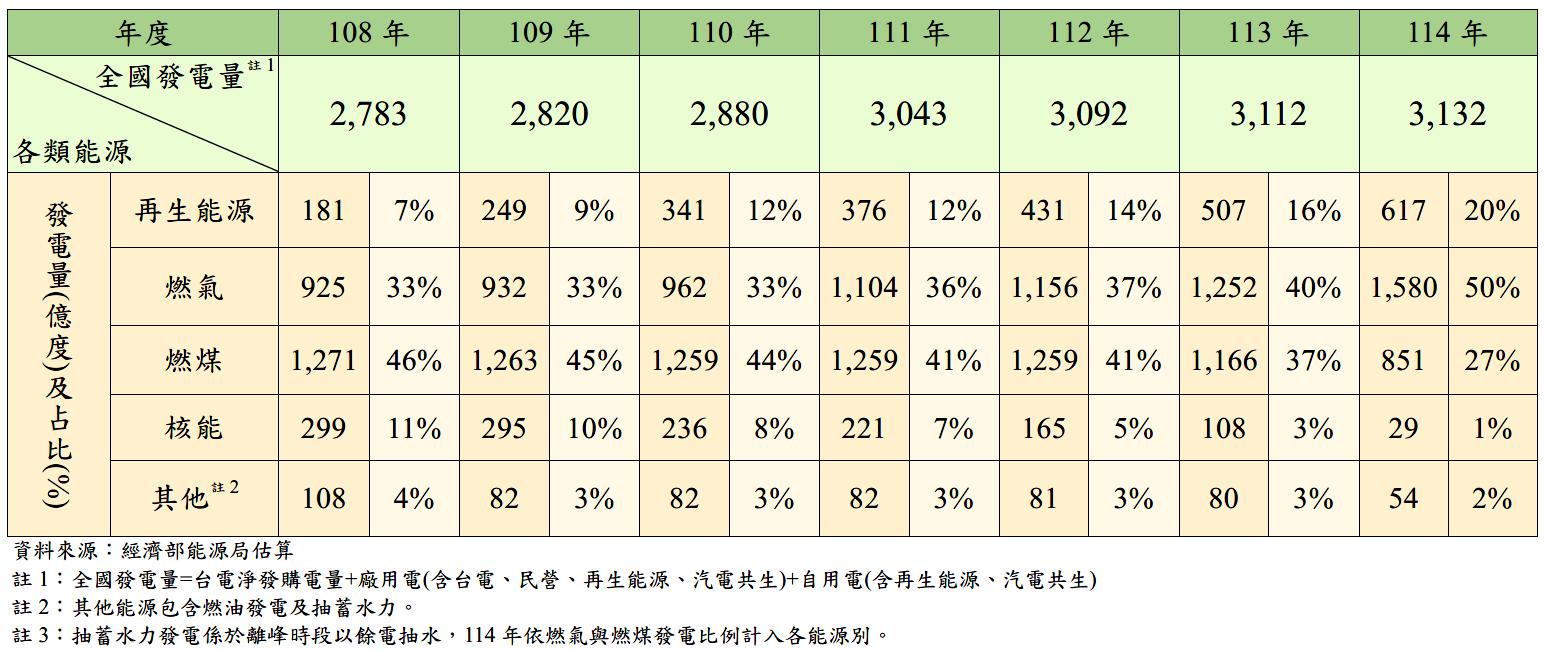 年度 108 年 109 年 110 年 111 年 112 年 113 年 114 年
全國發電量註1 2,783 2,820 2,880 3,043 3,092 3,112 3,132
各類能源
發電量(億度)及占比(%)
再生能源 181 7% 249 9% 341 12% 376 12% 431 14% 507 16% 617 20%
燃氣 925 33% 932 33% 962 33% 1,104 36% 1,156 37% 1,252 40% 1,580 50%
燃煤 1,271 46% 1,263 45% 1,259 44% 1,259 41% 1,259 41% 1,166 37% 851 27%
核能 299 11% 295 10% 236 8% 221 7% 165 5% 108 3% 29 1%
其他註2 108 4% 82 3% 82 3% 82 3% 81 3% 80 3% 54 2%
資料來源：經濟部能源局估算
註 1：全國發電量=台電淨發購電量+廠用電(含台電、民營、再生能源、汽電共生)+自用電(含再生能源、汽電共生)
註 2：其他能源包含燃油發電及抽蓄水力。
註 3：抽蓄水力發電係於離峰時段以餘電抽水，114 年依燃氣與燃煤發電比例計入各能源別。